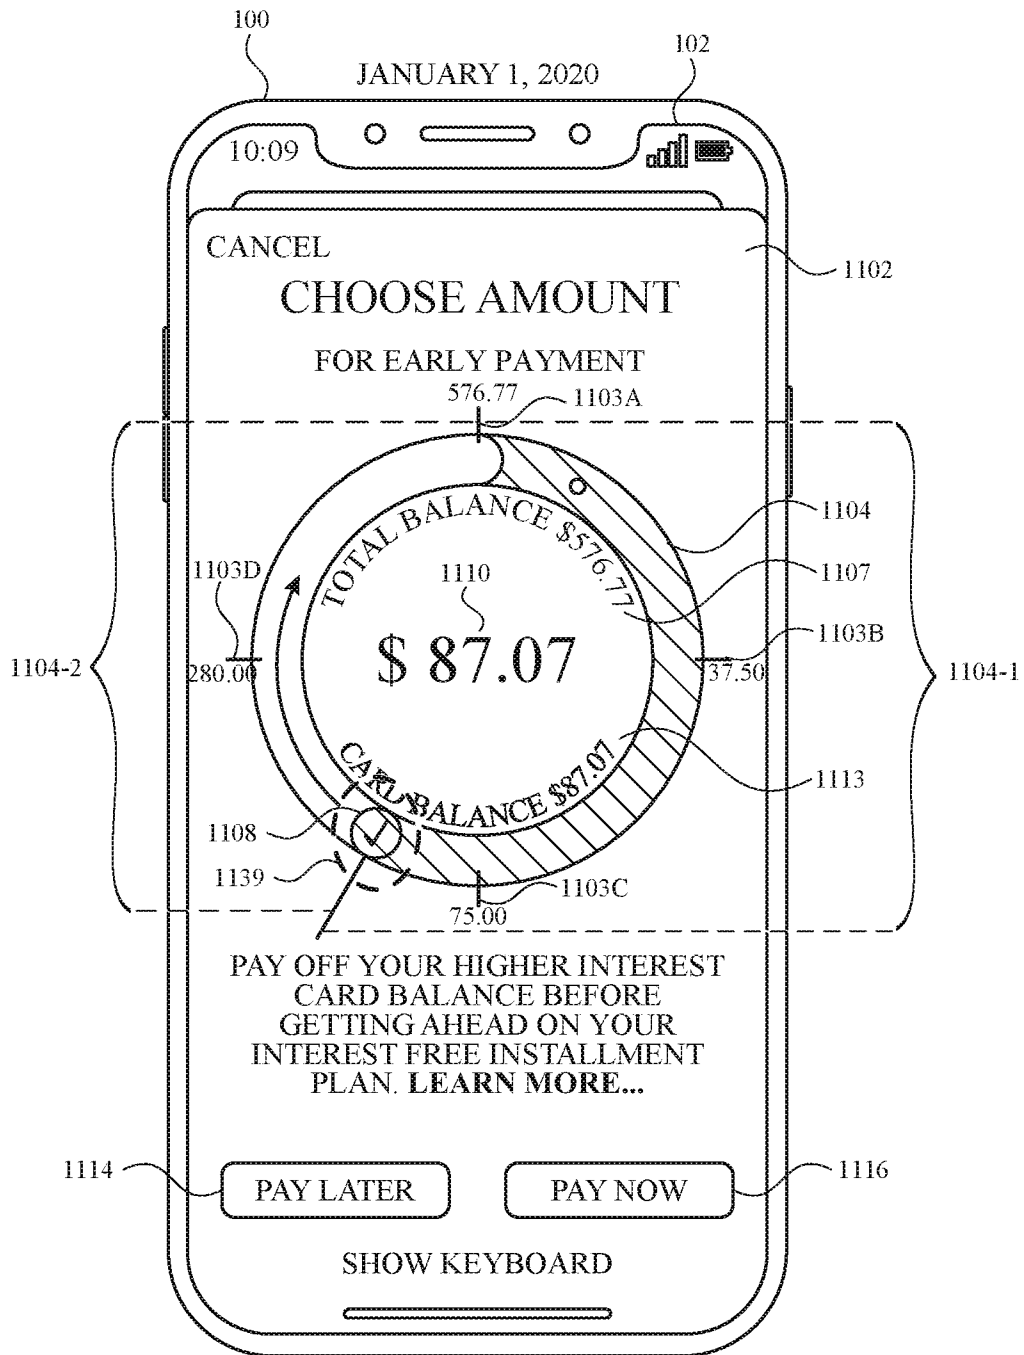 100
102
JANUARY 1, 2020
10:09
CANCEL
1102
CHOOSE AMOUNT
FOR EARLY PAYMENT
576.77
1103A
1104
TOTAL BALANCE $576.77
1103D
1110
1107
1103B
$ 87.07
1104-2
280.00
37.50
1104-1
CARD BALANCE $87.07
1113
1108
1139
1103C
75.00
PAY OFF YOUR HIGHER INTEREST
CARD BALANCE BEFORE
GETTING AHEAD ON YOUR
INTEREST FREE INSTALLMENT
PLAN. LEARN MORE...
1114
1116
PAY LATER
PAY NOW
SHOW KEYBOARD